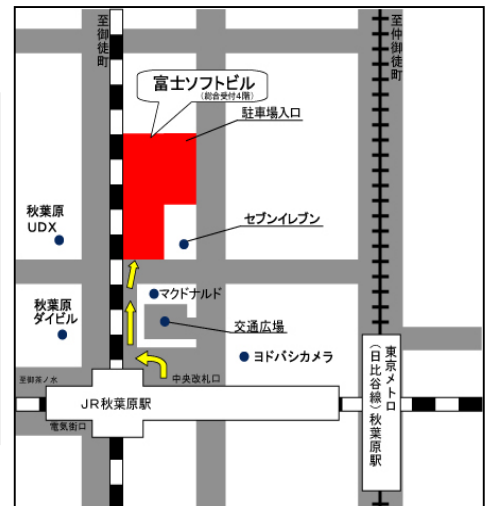 至御徒町
至仲御徒町
富士ソフトビル
（総合受付4階）
駐車場入口
秋葉原
UDX
セブンイレブン
マクドナルド
秋葉原
ダイビル
交通広場
ヨドバシカメラ
至御茶ノ水
中央改札口
JR秋葉原駅
電気街口
東京メトロ
（日比谷線）秋葉原駅